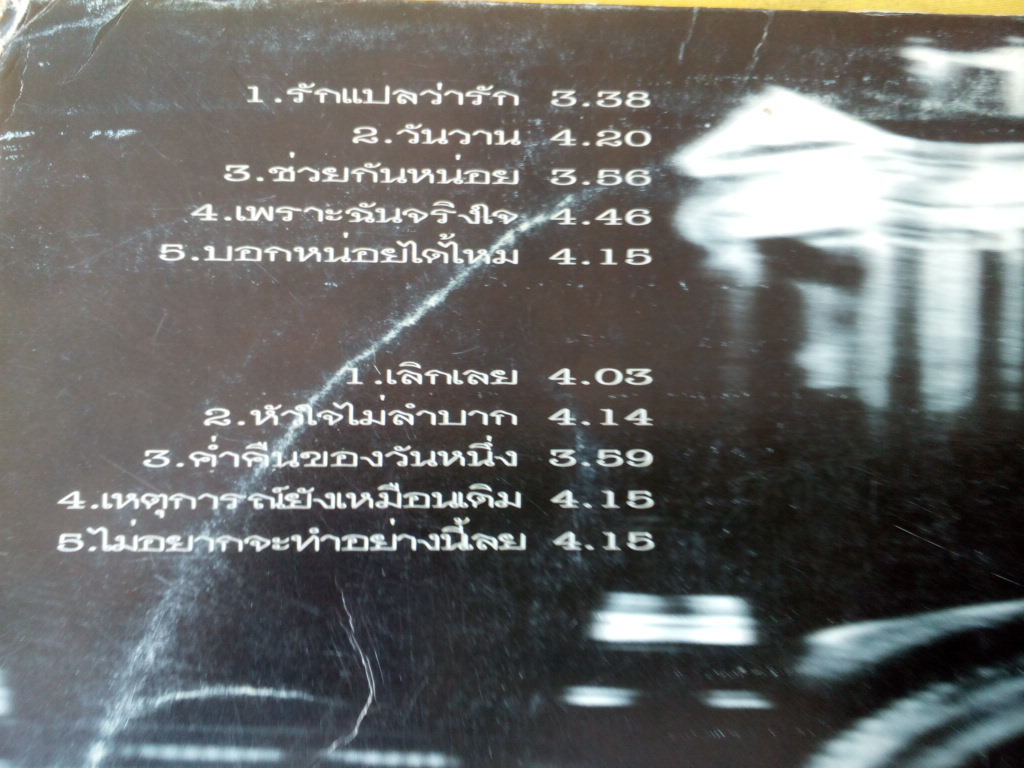 1.รักแปลว่ารัก 3.38
2.วันวาน 4.20
3.ช่วยกันหน่อย 3.56
4.เพราะฉันจริงใจ 4.46
5.บอกหน่อยได้ไหม 4.15
1.เลิกเลย 4.03
2.หัวใจไม่ลำบาก 4.14
3.ค่ำคืนของวันหนึ่ง 3.59
4.เหตุการณ์ยังเหมือนเดิม 4.15
5.ไม่อยากจะทำอย่างนี้ลย 4.15